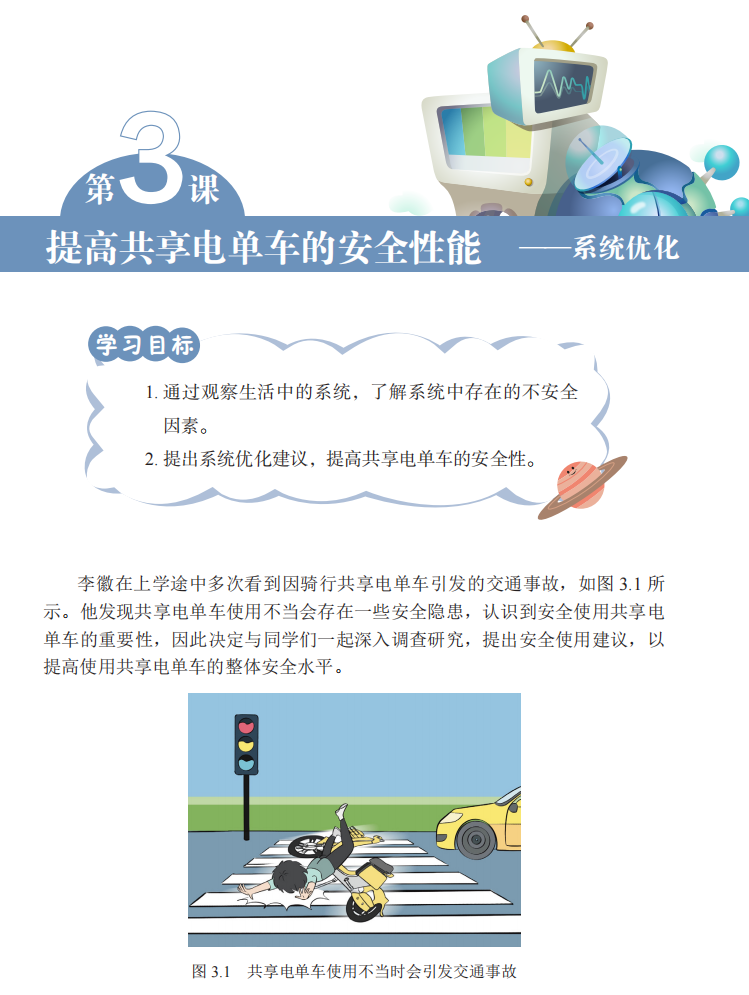 第3课
提高共享电单车的安全性能 ——系统优化
学习目标
1. 通过观察生活中的系统，了解系统中存在的不安全
因素。
2. 提出系统优化建议，提高共享电单车的安全性。
李徽在上学途中多次看到因骑行共享电单车引发的交通事故，如图 3.1 所
示。他发现共享电单车使用不当会存在一些安全隐患，认识到安全使用共享电
单车的重要性，因此决定与同学们一起深入调查研究，提出安全使用建议，以
提高使用共享电单车的整体安全水平。
图 3.1 共享电单车使用不当时会引发交通事故